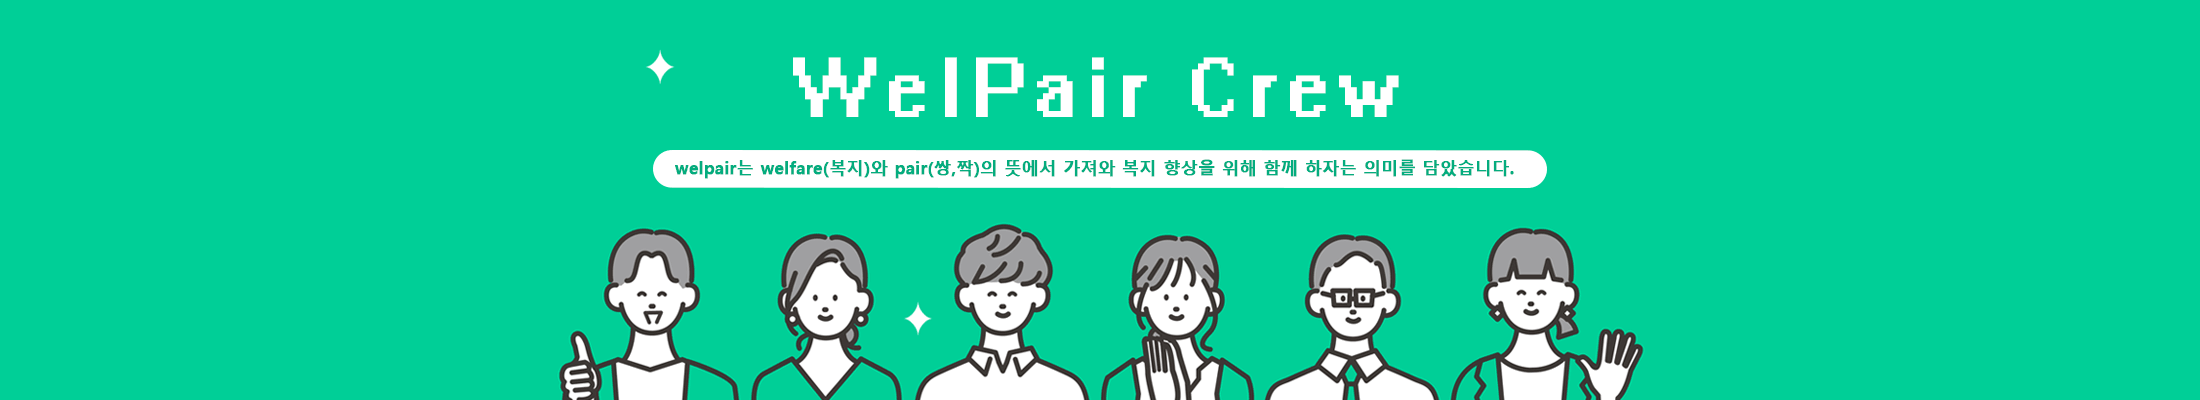 WelPair Crew
welpair는 welfare(복지)와 pair(쌍,짝)의 뜻에서 가져와 복지 향상을 위해 함께 하자는 의미를 담았습니다.